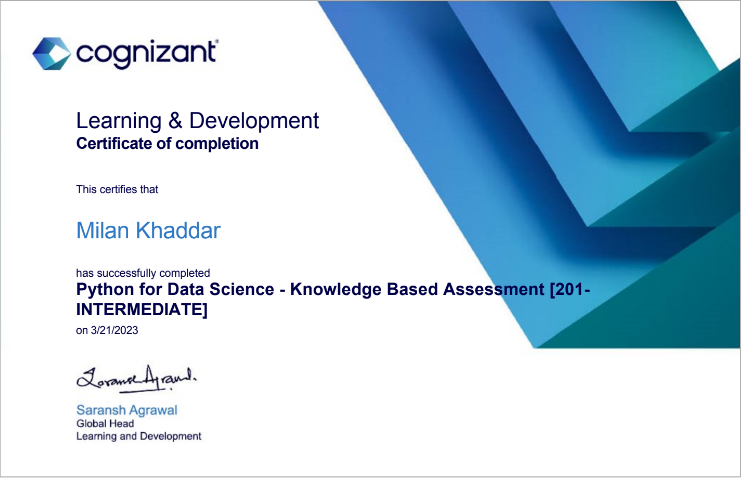 cognizant
Learning & Development
Certificate of completion
This certifies that
Milan Khaddar
has successfully completed
Python for Data Science - Knowledge Based Assessment [201-
INTERMEDIATE]
on 3/21/2023
Saransh Agrawal
Saransh Agrawal
Global Head
Learning and Development